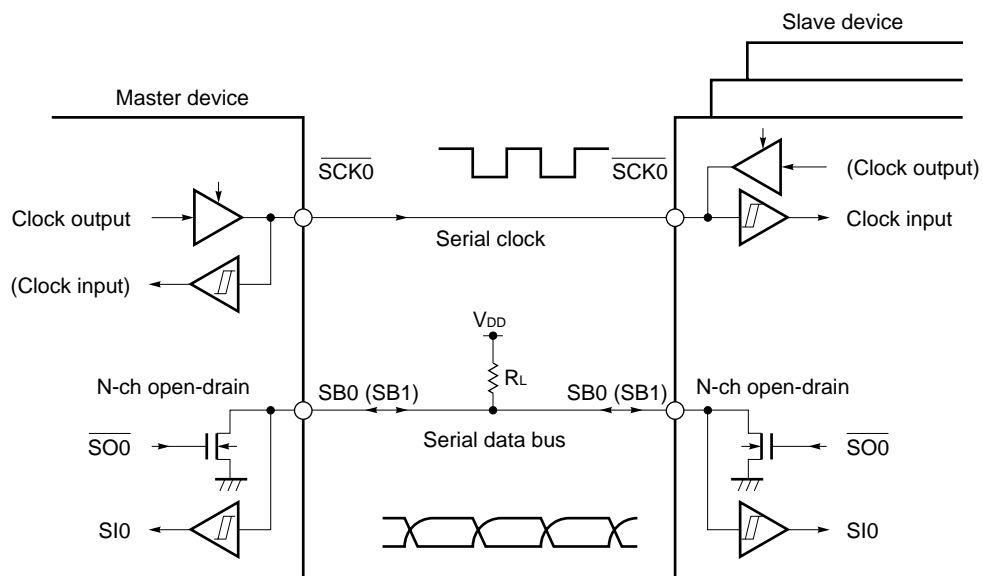 Slave device
Master device
SCK0
SCK0
(Clock output)
Clock output
Serial clock
Clock input
(Clock input)
VDD
RL
N-ch open-drain
SB0 (SB1)
SB0 (SB1)
N-ch open-drain
SO0
Serial data bus
SO0
SI0
SI0